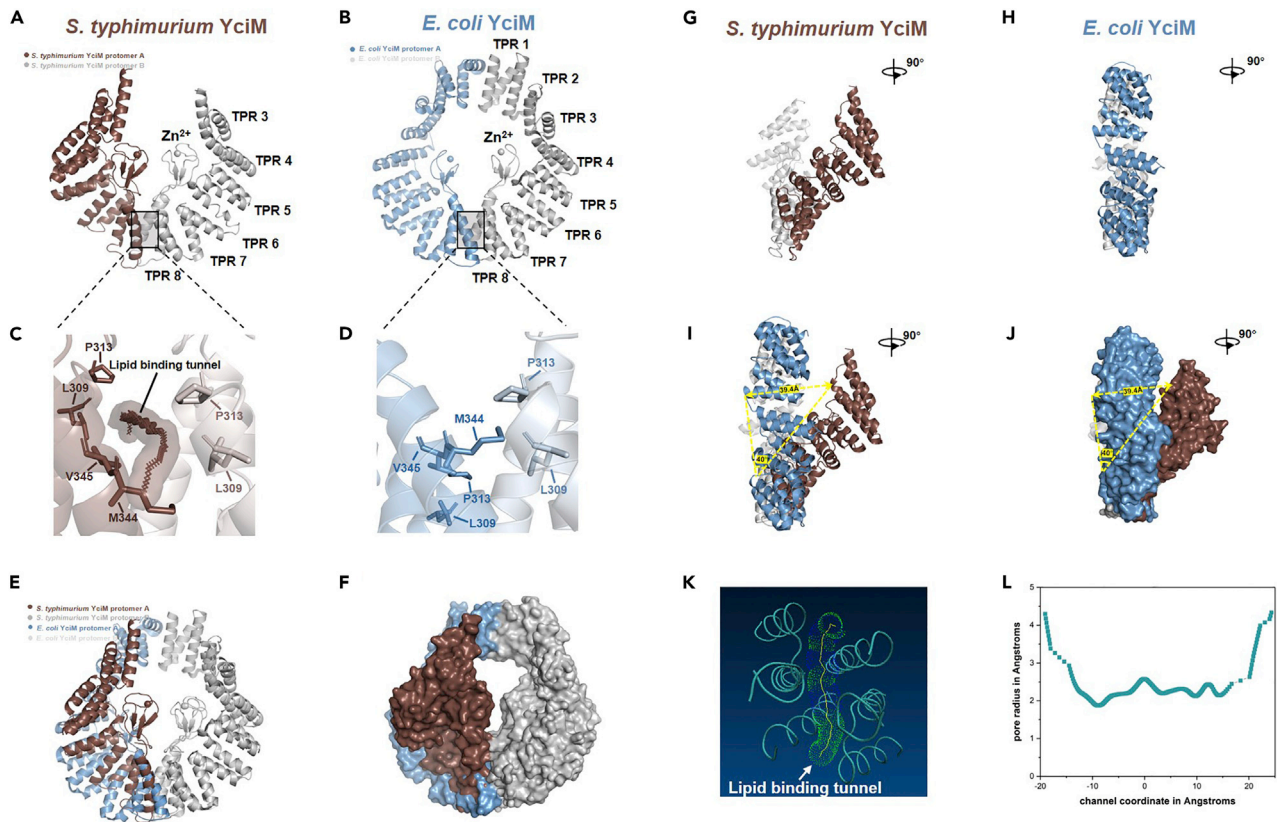 A
S. typhimurium YciM
S. typhimurium YciM protomer A
S. typhimurium YciM protomer B
Zn2+
TPR 3
TPR 4
TPR 5
TPR 6
TPR 7
TPR 8
B
E. coli YciM
E. coli YciM protomer A
E. coli YciM protomer
TPR 1
TPR 2
TPR 3
Zn2+
TPR 4
TPR 5
TPR 6
TPR 7
TPR 8
C
P313
Lipid binding tunnel
L309
P313
V345
L309
M344
D
P313
M344
V345
P313
L309
L309
E
S. typhimurium YciM protomer A
S. typhimurium YciM protomer
E. coli YciM protomer A
E. coli YciM protomer
F
G
S. typhimurium YciM
90°
H
E. coli YciM
90°
I
90°
39.4Å
40°
J
90°
39.4Å
40°
K
Lipid binding tunnel
L
5
4
3
2
1
0
pore radius in Angstroms
-20
-10
0
10
20
channel coordinate in Angstroms